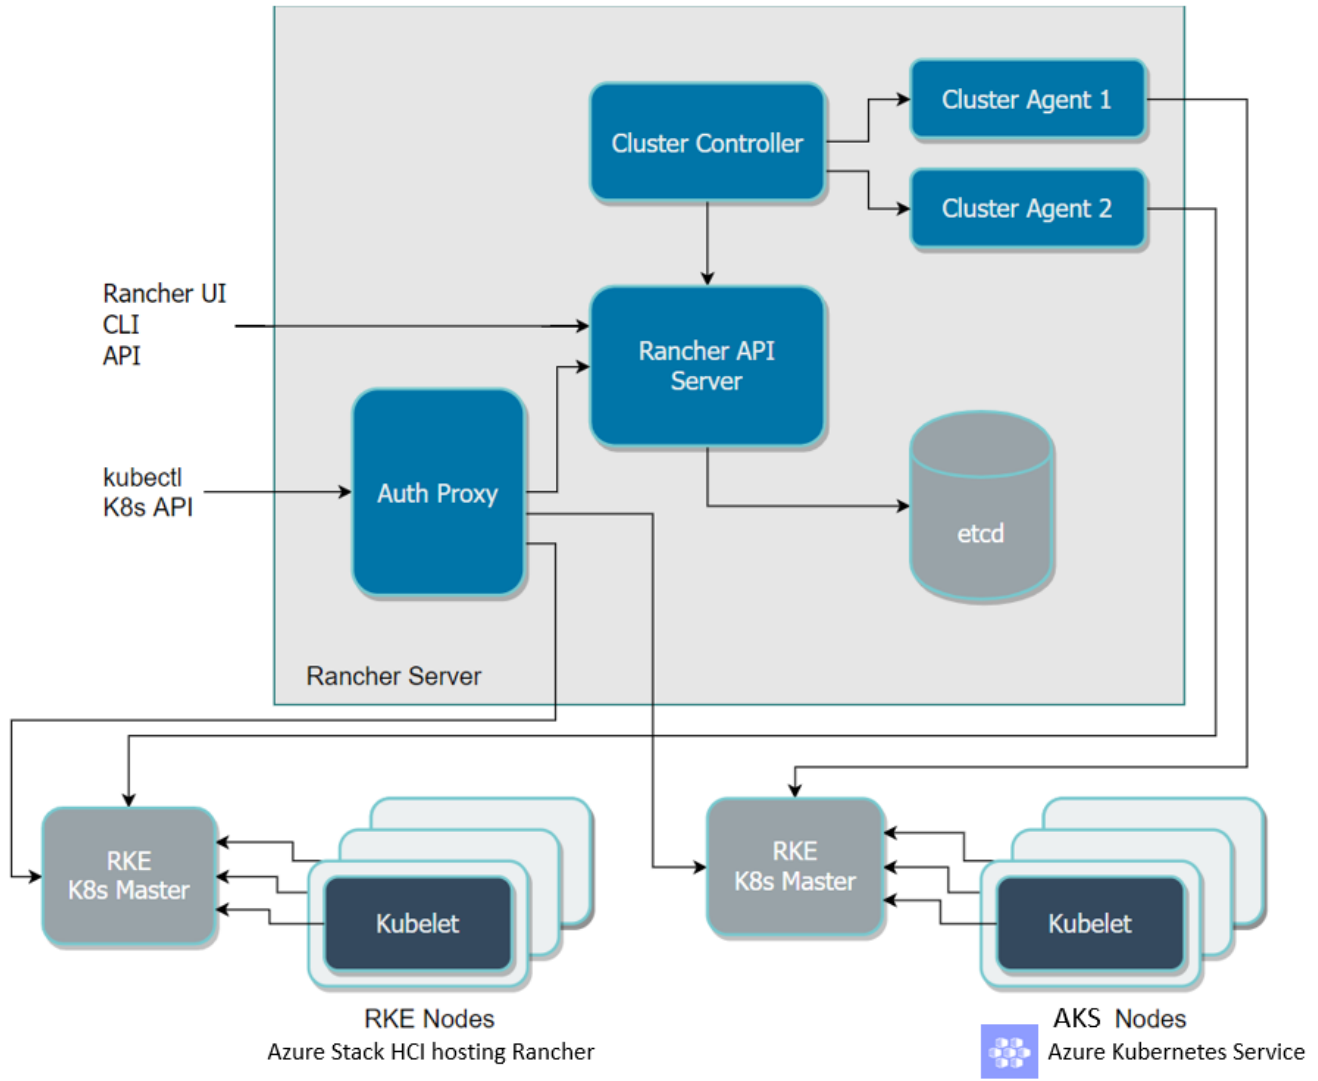 Cluster Agent 1
Cluster Controller
Cluster Agent 2
Rancher UI
CLI
API
Rancher API
Server
kubectl
K8s API
Auth Proxy
etcd
Rancher Server
RKE
K8s Master
Kubelet
RKE
K8s Master
Kubelet
RKE Nodes
Azure Stack HCI hosting Rancher
AKS Nodes
Azure Kubernetes Service